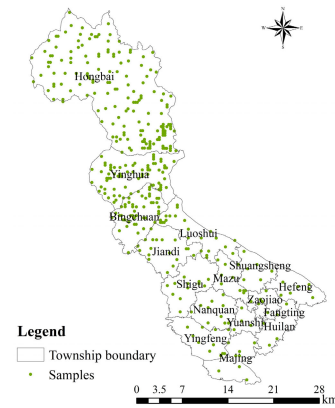 N
W
E
S
Hongbai
Yinghua
Bingchuan
Luoshui
Jiandi
Shuangsheng
Mazu
Shigu
Hefeng
Zaojiao
Nanquan
Fangting
Yuanshi
Huilan
Yingfeng
Majing
Legend
Township boundary
Samples
0 3.5 7 14 21 28
km